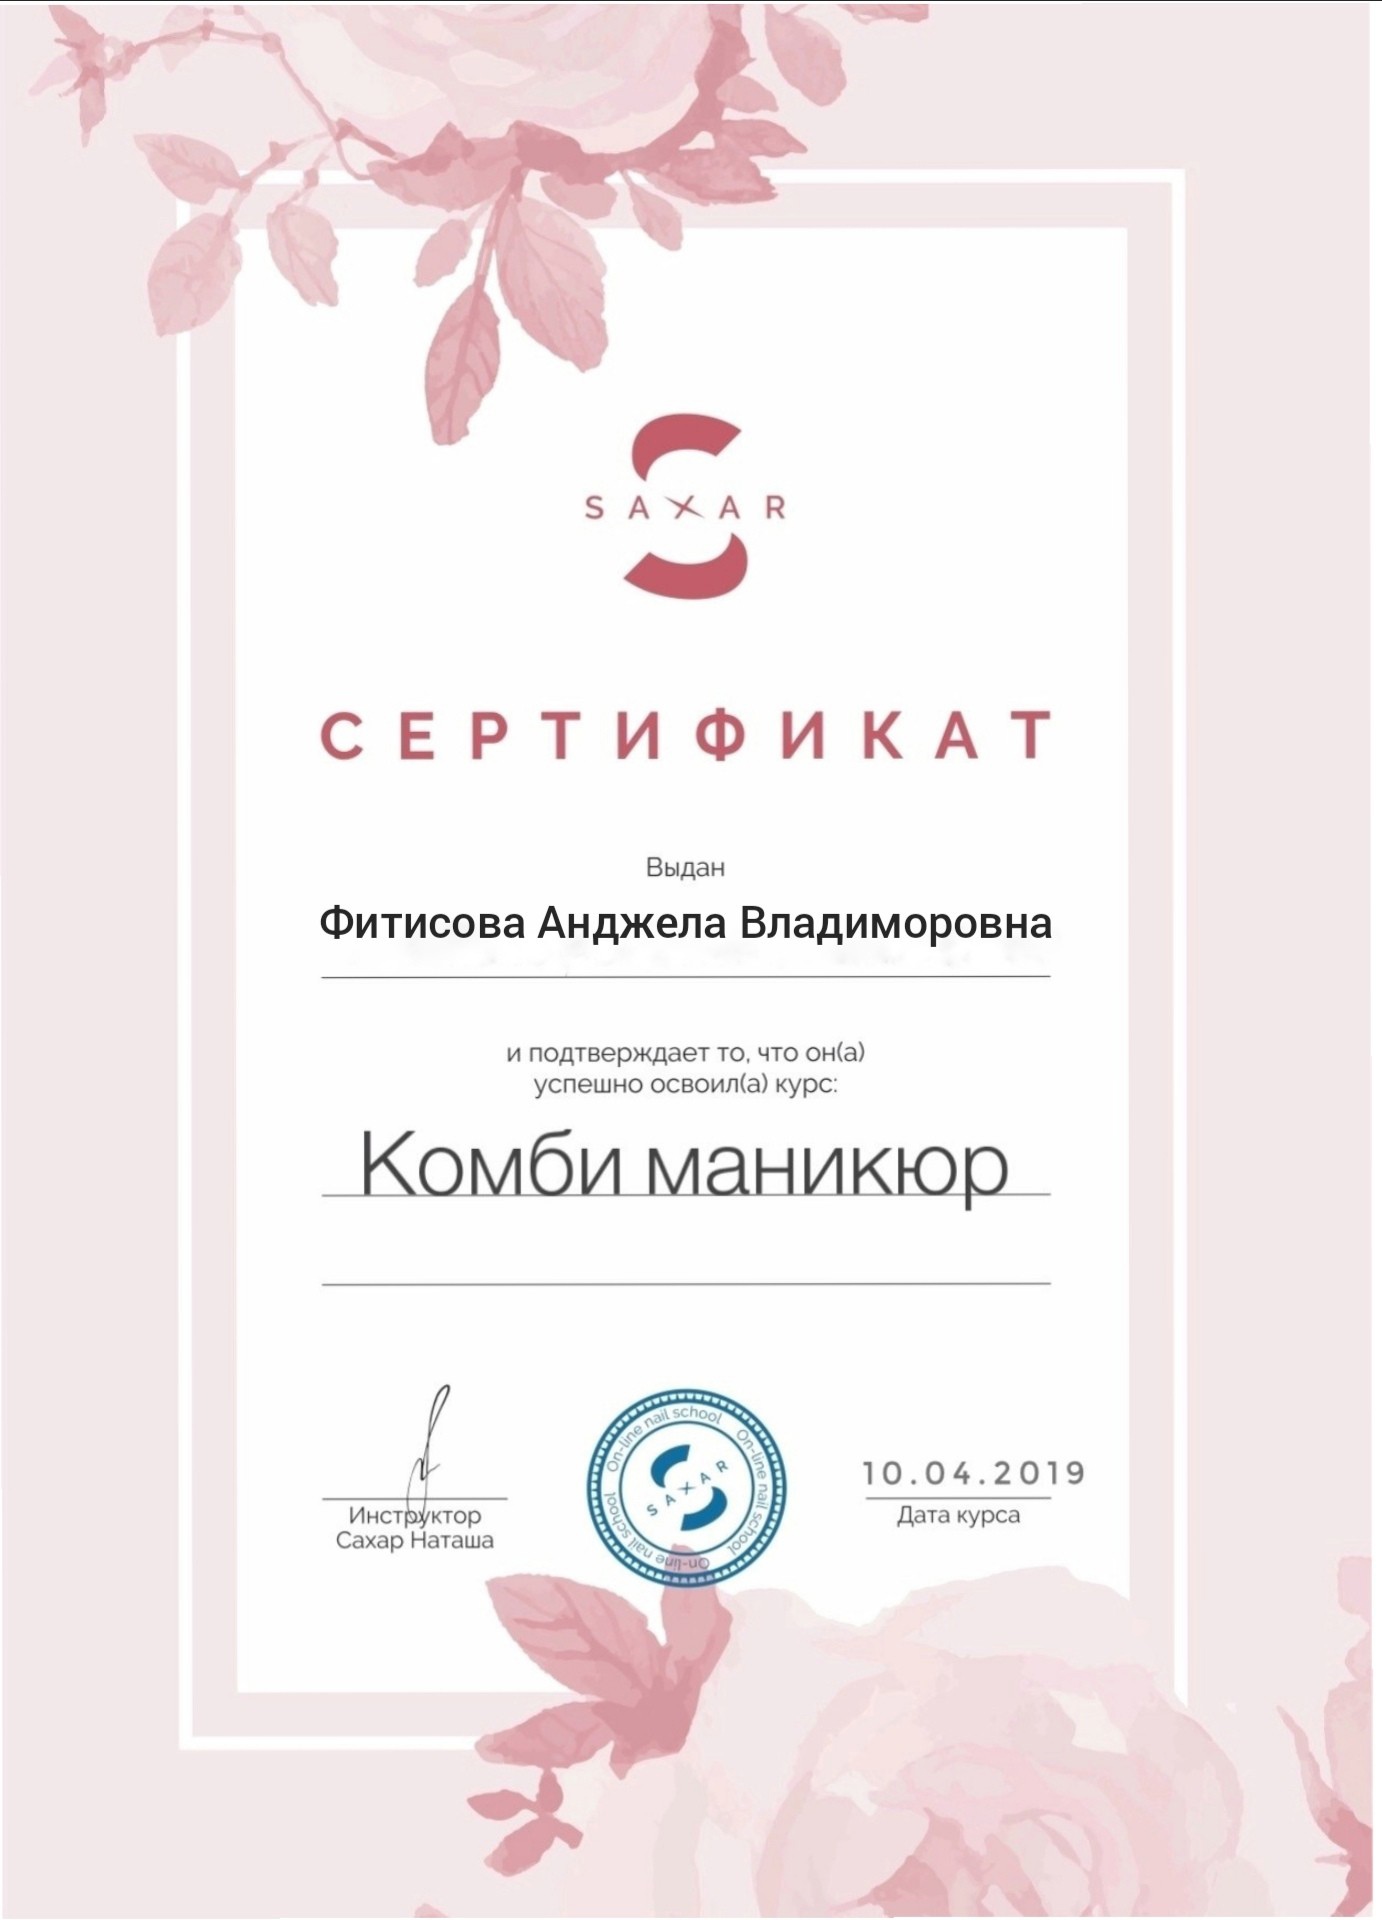 SAXAR
СЕРТИФИКАТ
Выдан
Фитисова Анджела Владиморовна
и подтверждает то, что он(а)
успешно освоил(а) курс:
Комби маникюр
Инструктор
Сахар Наташа
On-line nail school On-line nail school On-line nail school
SAXAR
10.04.2019
Дата курса